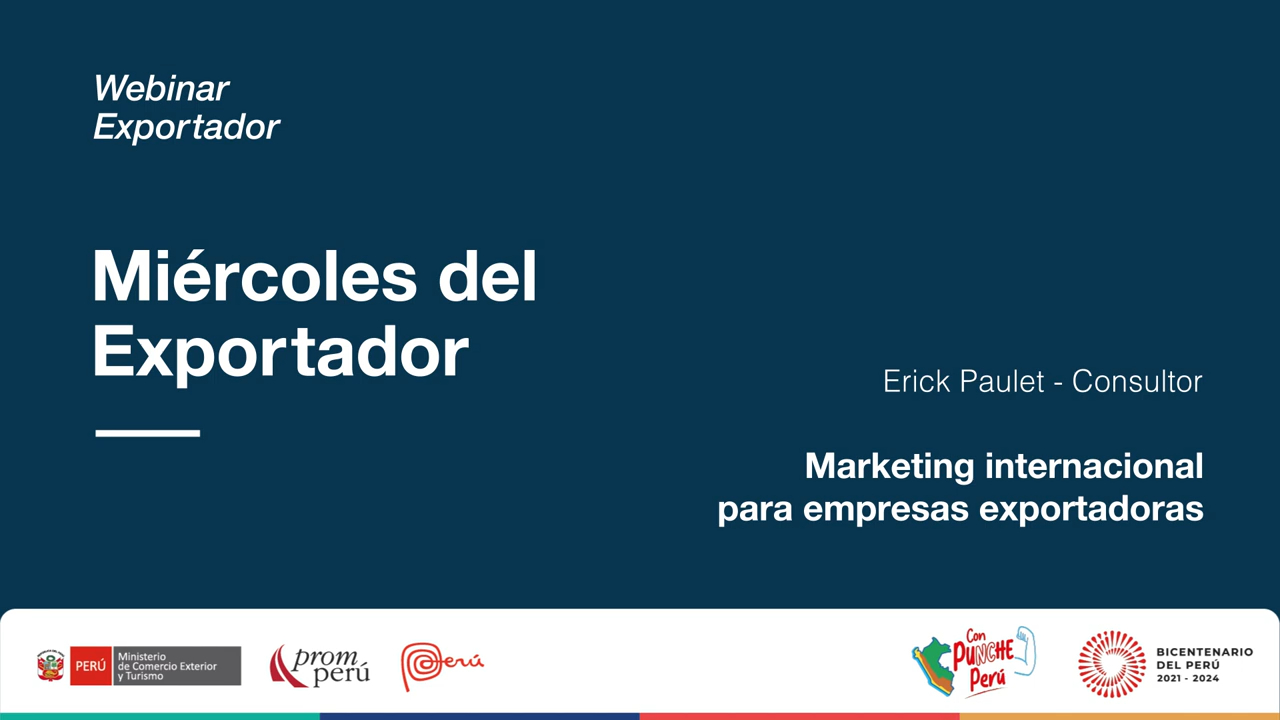 Webinar
Exportador
Miércoles del
Exportador
Erick Paulet - Consultor
Marketing internacional
para empresas exportadoras
PERÚ
Ministerio
de Comercio Exterior
y Turismo
prom
perú
Perú
Con
PUNCHE
Perú
BICENTENARIO
DEL PERÚ
2021 - 2024